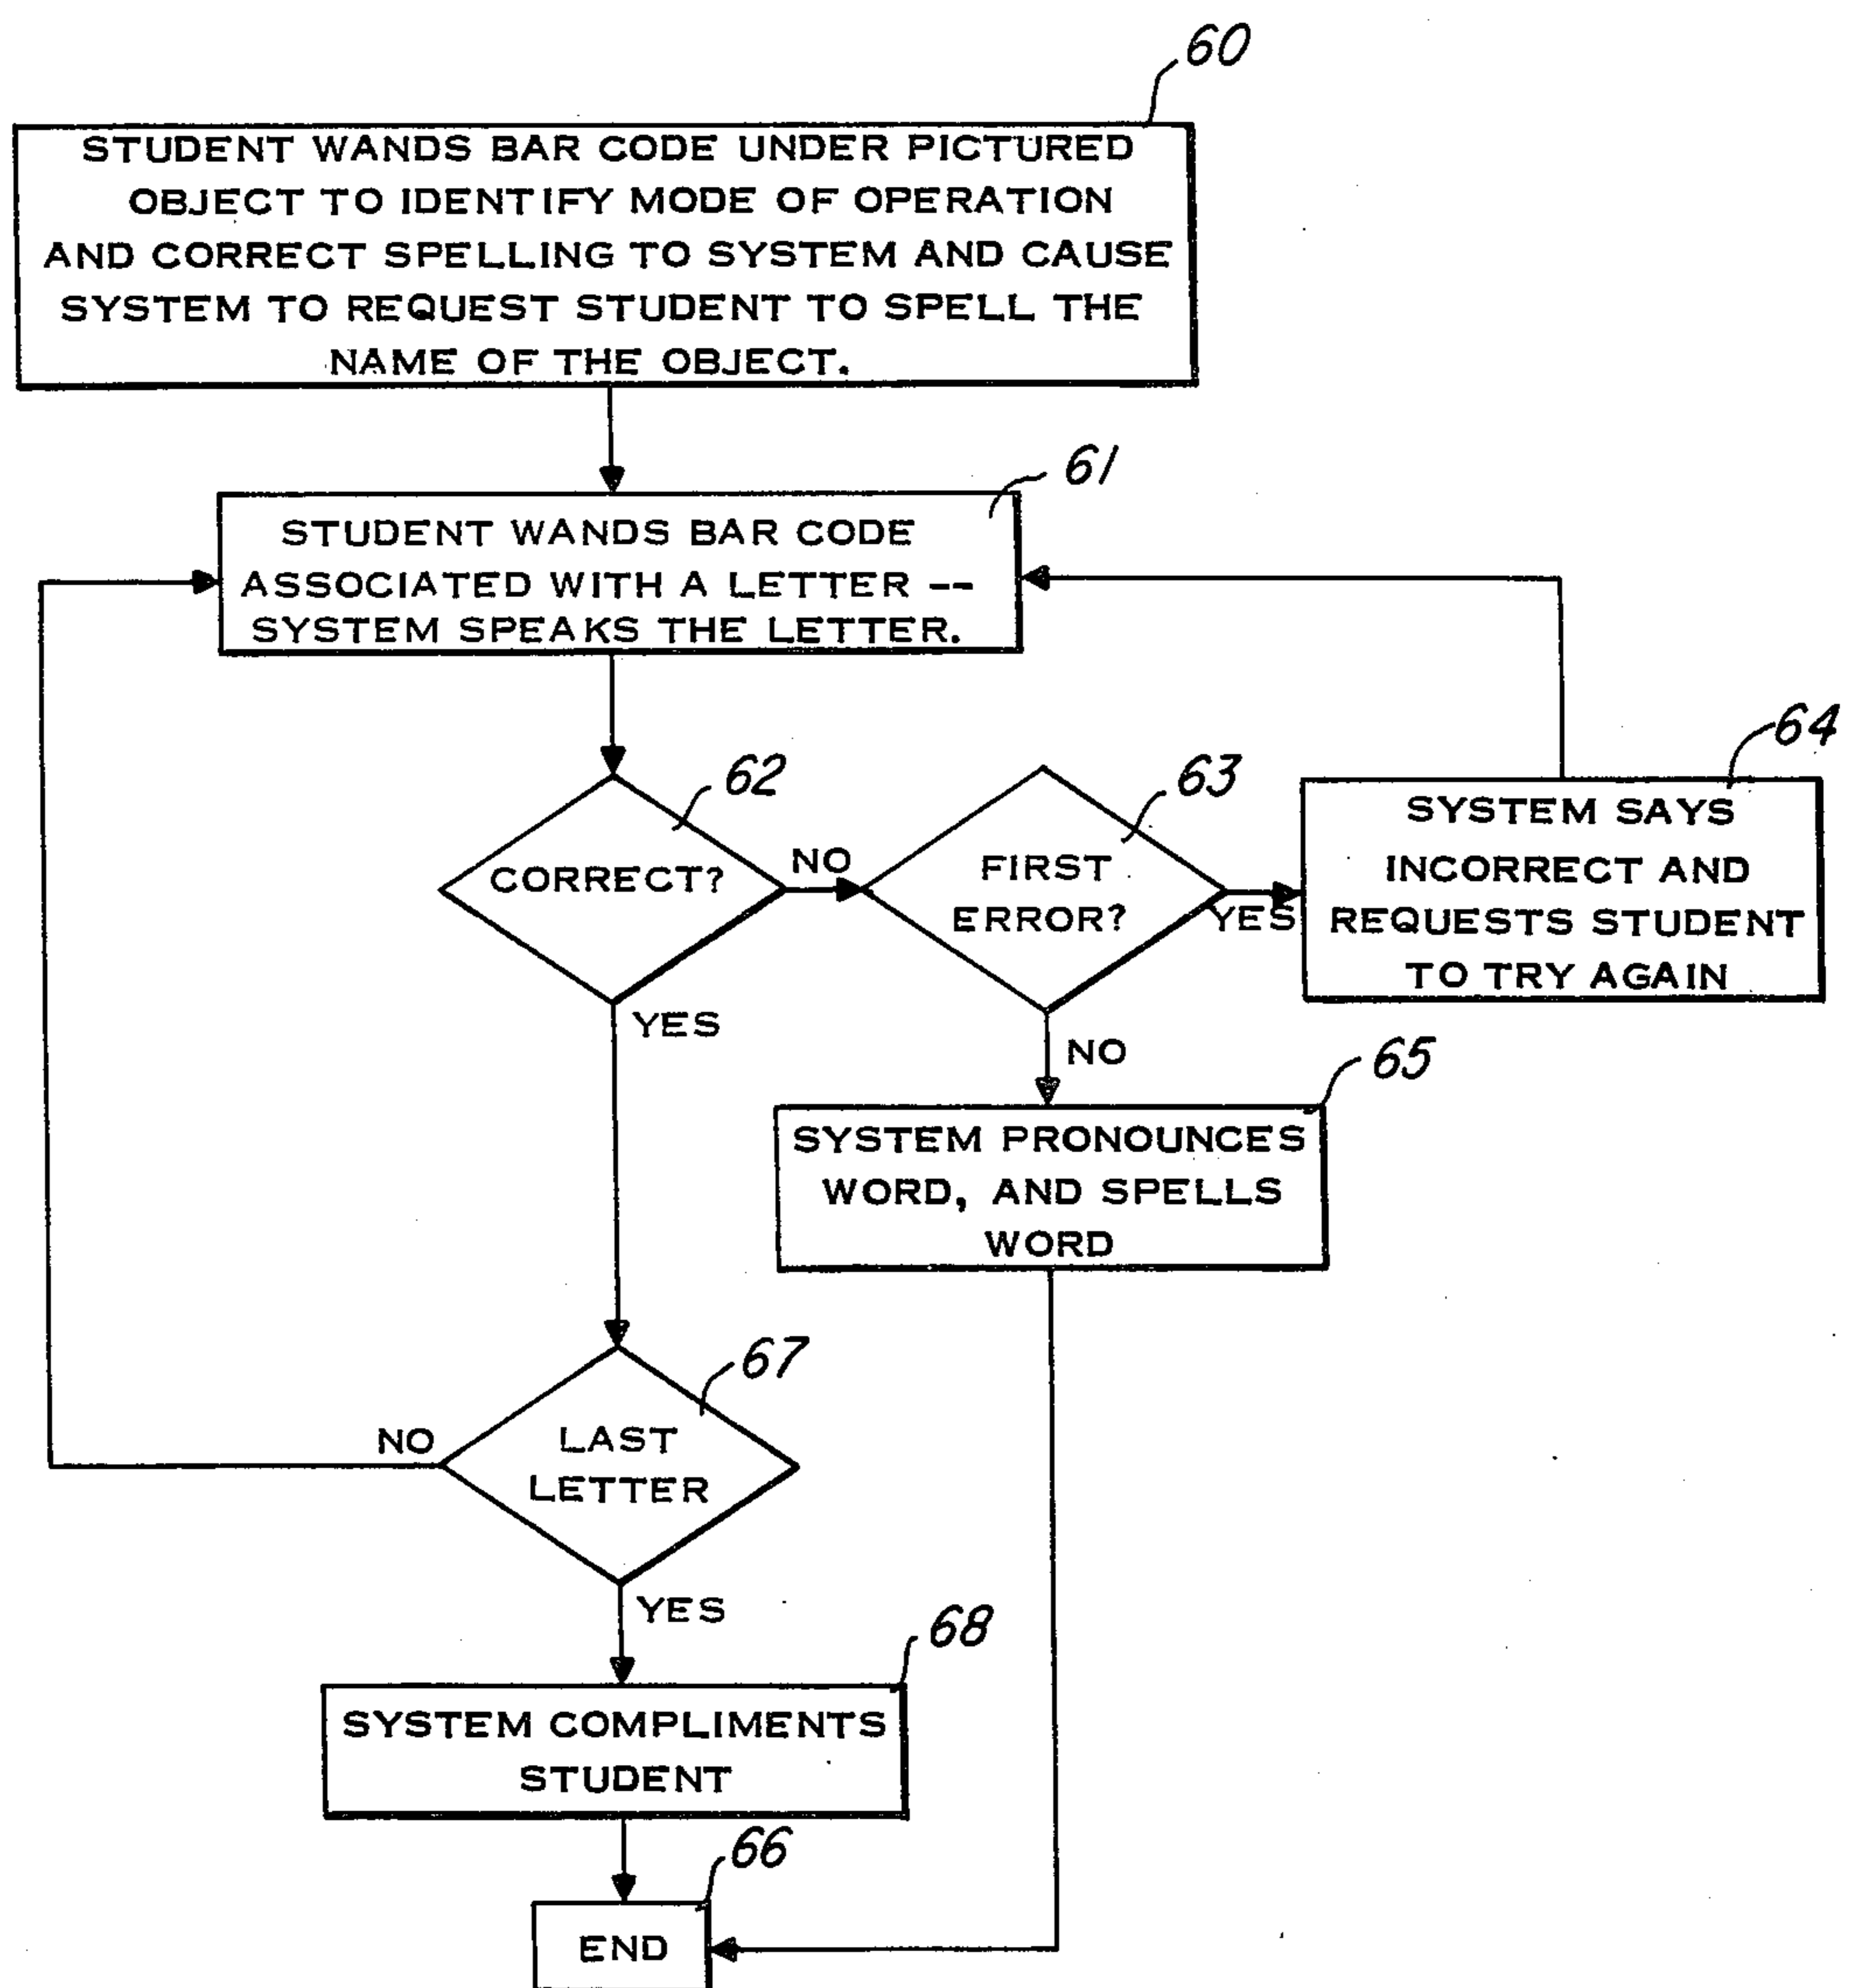 60
STUDENT WANDS BAR CODE UNDER PICTURED
OBJECT TO IDENTIFY MODE OF OPERATION
AND CORRECT SPELLING TO SYSTEM AND CAUSE
SYSTEM TO REQUEST STUDENT TO SPELL THE
NAME OF THE OBJECT.
61
STUDENT WANDS BAR CODE
ASSOCIATED WITH A LETTER --
SYSTEM SPEAKS THE LETTER.
62
CORRECT?
NO
YES
63
FIRST
ERROR?
YES
NO
64
SYSTEM SAYS
INCORRECT AND
REQUESTS STUDENT
TO TRY AGAIN
65
SYSTEM PRONOUNCES
WORD, AND SPELLS
WORD
67
LAST
LETTER
NO
YES
68
SYSTEM COMPLIMENTS
STUDENT
66
END